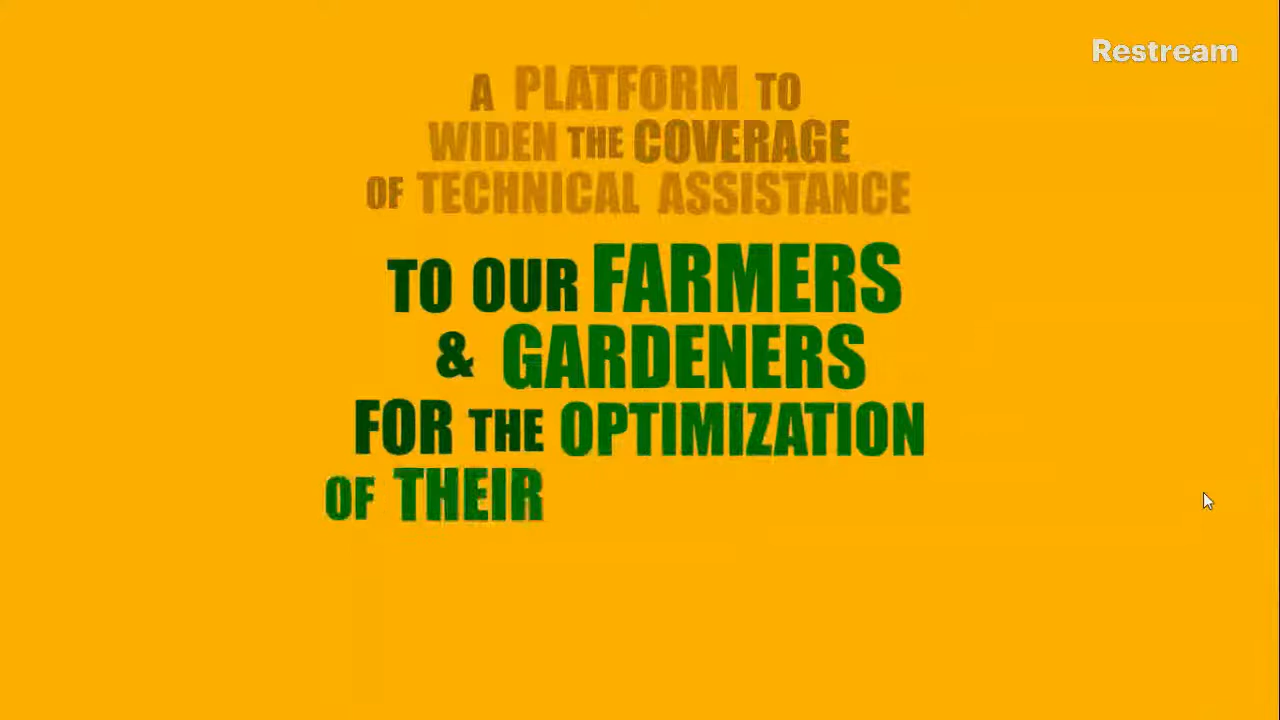 Restream
A PLATFORM TO
WIDEN THE COVERAGE
OF TECHNICAL ASSISTANCE
TO OUR FARMERS
& GARDENERS
FOR THE OPTIMIZATION
OF THEIR